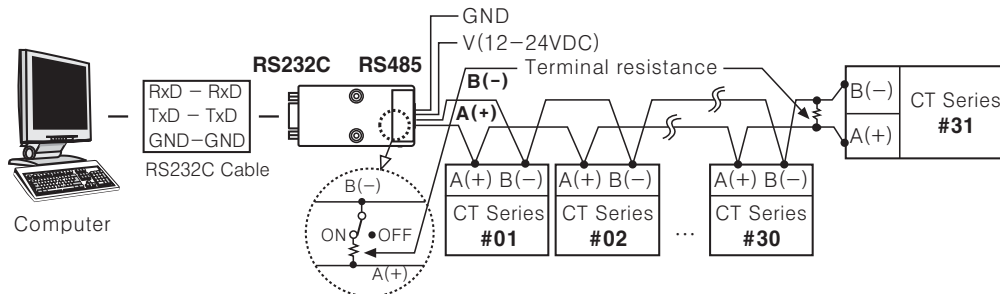 GND
V(12−24VDC)
RS232C RS485
Terminal resistance
B(−)
A(+)
RxD − RxD
TxD − TxD
GND−GND
RS232C Cable
Computer
B(−)
ON OFF
A(+)
A(+) B(−)
CT Series
#01
A(+) B(−)
CT Series
#02
...
A(+) B(−)
CT Series
#30
B(−)
A(+)
CT Series
#31